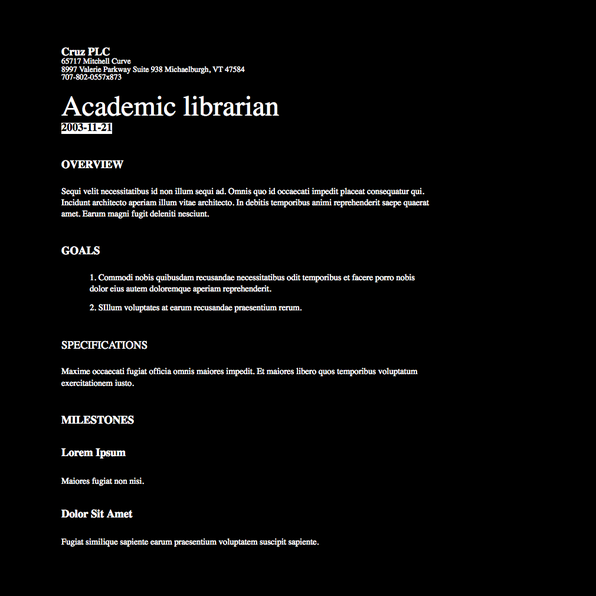 Cruz PLC
65717 Mitchell Curve
8997 Valerie Parkway Suite 938 Michaelburgh, VT 47584
707-802-0557x873
Academic librarian
2003-11-21
OVERVIEW
Sequi velit necessitatibus id non illum sequi ad. Omnis quo id occaecati impedit placeat consequatur qui.
Incidunt architecto aperiam illum vitae architecto. In debitis temporibus animi reprehenderit saepe quaerat
amet. Earum magni fugit deleniti nesciunt.
GOALS
1. Commodi nobis quibusdam recusandae necessitatibus odit temporibus et facere porro nobis
dolor eius autem doloremque aperiam reprehenderit.
2. SIllum voluptates at earum recusandae praesentium rerum.
SPECIFICATIONS
Maxime occaecati fugiat officia omnis maiores impedit. Et maiores libero quos temporibus voluptatum
exercitationem iusto.
MILESTONES
Lorem Ipsum
Maiores fugiat non nisi.
Dolor Sit Amet
Fugiat similique sapiente earum praesentium voluptatem suscipit sapiente.